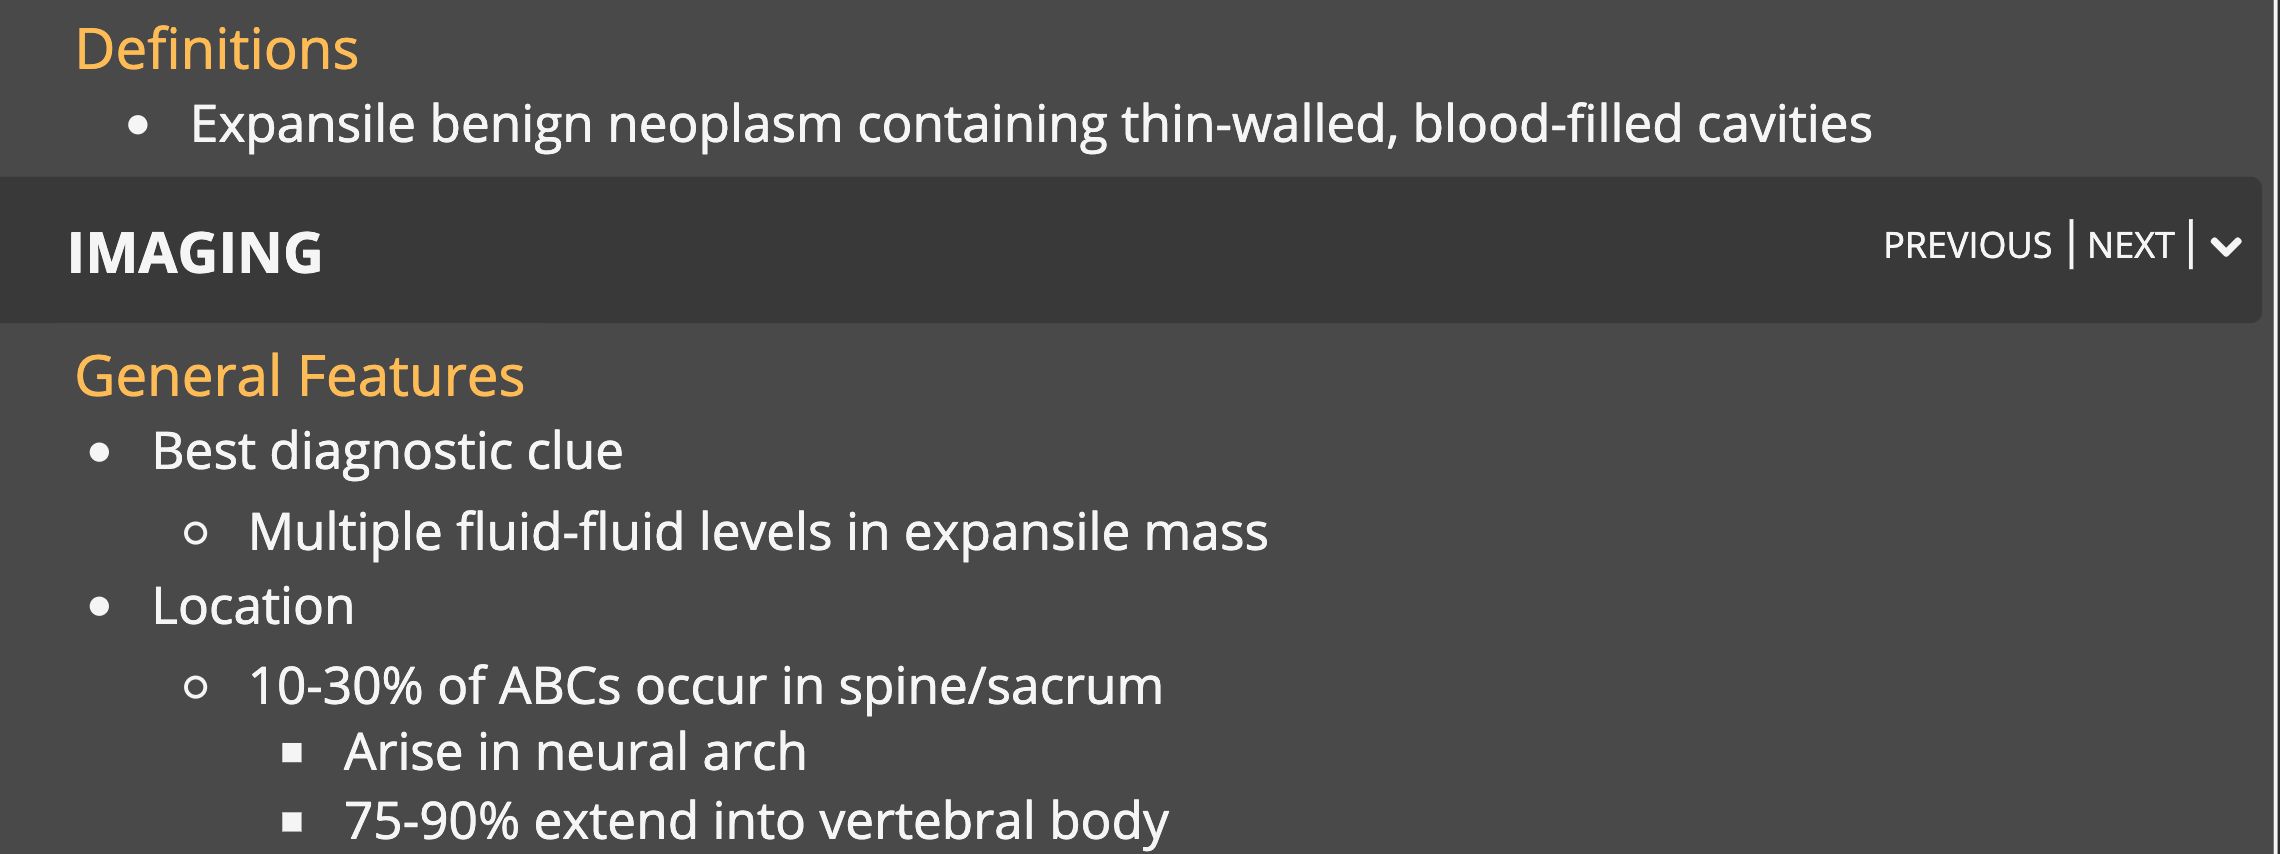 Definitions
• Expansile benign neoplasm containing thin-walled, blood-filled cavities
IMAGING
PREVIOUS | NEXT |
General Features
• Best diagnostic clue
○ Multiple fluid-fluid levels in expansile mass
• Location
○ 10-30% of ABCs occur in spine/sacrum
▪ Arise in neural arch
▪ 75-90% extend into vertebral body